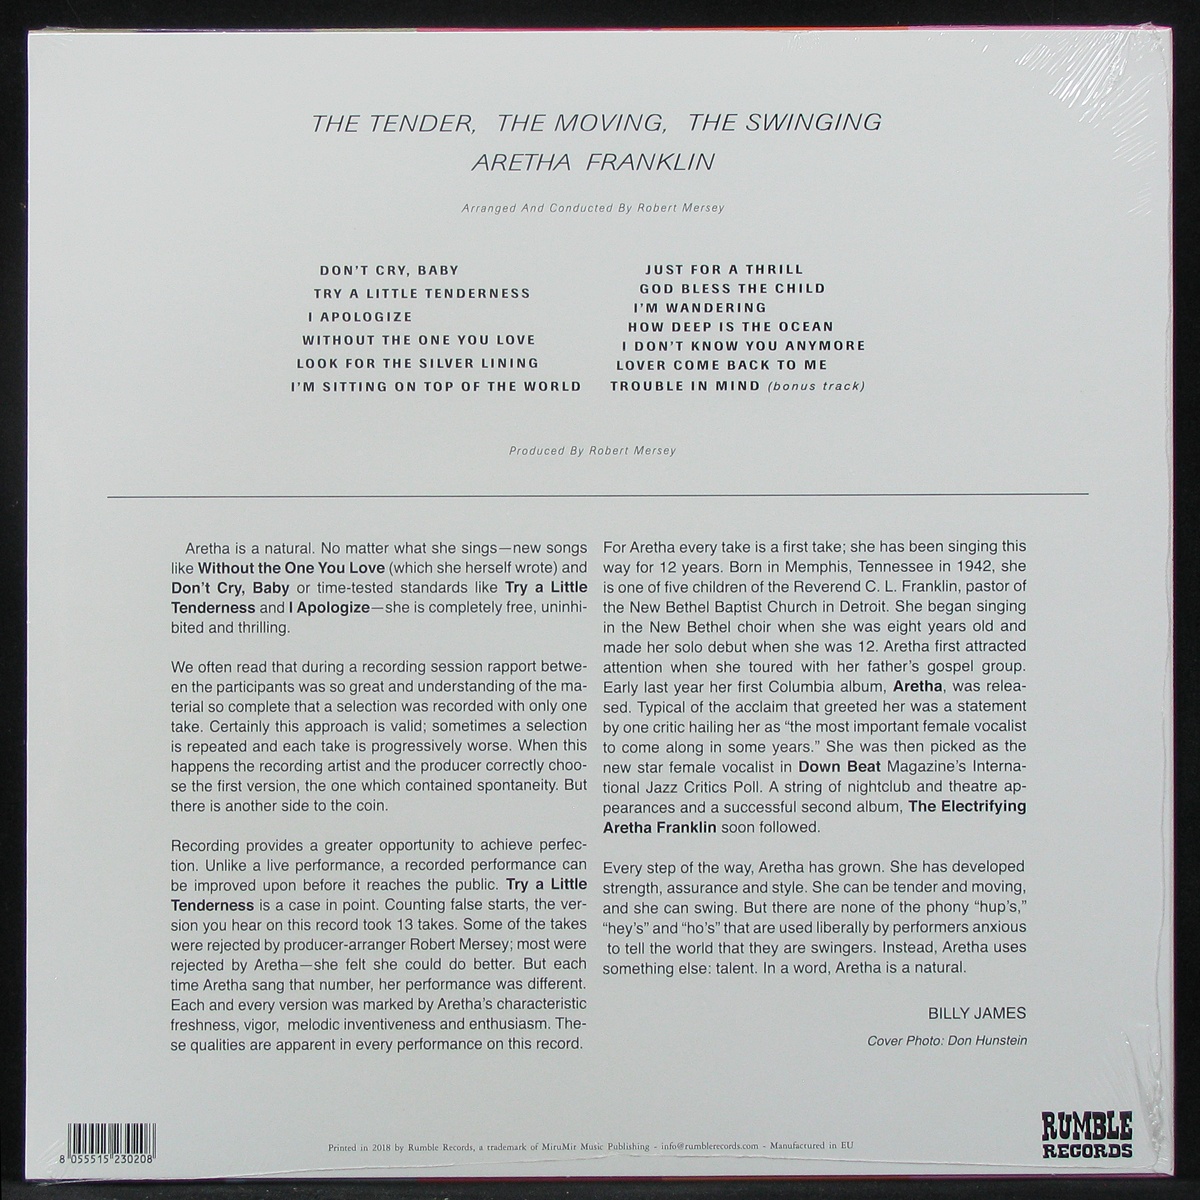 THE TENDER, THE MOVING, THE SWINGING
ARETHA FRANKLIN
Arranged And Conducted By Robert Mersey
DON'T CRY, BABY
TRY A LITTLE TENDERNESS
I APOLOGIZE
WITHOUT THE ONE YOU LOVE
LOOK FOR THE SILVER LINING
I'M SITTING ON TOP OF THE WORLD
JUST FOR A THRILL
GOD BLESS THE CHILD
I'M WANDERING
HOW DEEP IS THE OCEAN
I DON'T KNOW YOU ANYMORE
LOVER COME BACK TO ME
TROUBLE IN MIND (bonus track)
Produced By Robert Mersey
Aretha is a natural. No matter what she sings—new songs
like Without the One You Love (which she herself wrote) and
Don't Cry, Baby or time-tested standards like Try a Little
Tenderness and I Apologize—she is completely free, uninhi-
bited and thrilling.
We often read that during a recording session rapport betwe-
en the participants was so great and understanding of the ma-
terial so complete that a selection was recorded with only one
take. Certainly this approach is valid; sometimes a selection
is repeated and each take is progressively worse. When this
happens the recording artist and the producer correctly choo-
se the first version, the one which contained spontaneity. But
there is another side to the coin.
Recording provides a greater opportunity to achieve perfec-
tion. Unlike a live performance, a recorded performance can
be improved upon before it reaches the public. Try a Little
Tenderness is a case in point. Counting false starts, the ver-
sion you hear on this record took 13 takes. Some of the takes
were rejected by producer-arranger Robert Mersey; most were
rejected by Aretha—she felt she could do better. But each
time Aretha sang that number, her performance was different.
Each and every version was marked by Aretha's characteristic
freshness, vigor, melodic inventiveness and enthusiasm. The-
se qualities are apparent in every performance on this record.
For Aretha every take is a first take; she has been singing this
way for 12 years. Born in Memphis, Tennessee in 1942, she
is one of five children of the Reverend C. L. Franklin, pastor of
the New Bethel Baptist Church in Detroit. She began singing
in the New Bethel choir when she was eight years old and
made her solo debut when she was 12. Aretha first attracted
attention when she toured with her father's gospel group.
Early last year her first Columbia album, Aretha, was relea-
sed. Typical of the acclaim that greeted her was a statement
by one critic hailing her as “the most important female vocalist
to come along in some years.” She was then picked as the
new star female vocalist in Down Beat Magazine's Interna-
tional Jazz Critics Poll. A string of nightclub and theatre ap-
pearances and a successful second album, The Electrifying
Aretha Franklin soon followed.
Every step of the way, Aretha has grown. She has developed
strength, assurance and style. She can be tender and moving,
and she can swing. But there are none of the phony “hup's,”
“hey's” and “ho's” that are used liberally by performers anxious
to tell the world that they are swingers. Instead, Aretha uses
something else: talent. In a word, Aretha is a natural.
BILLY JAMES
Cover Photo: Don Hunstein
8 055515 230208
Printed in 2018 by Rumble Records, a trademark of MiruMir Music Publishing - info@rumblerecords.com - Manufactured in EU
RUMBLE
RECORDS